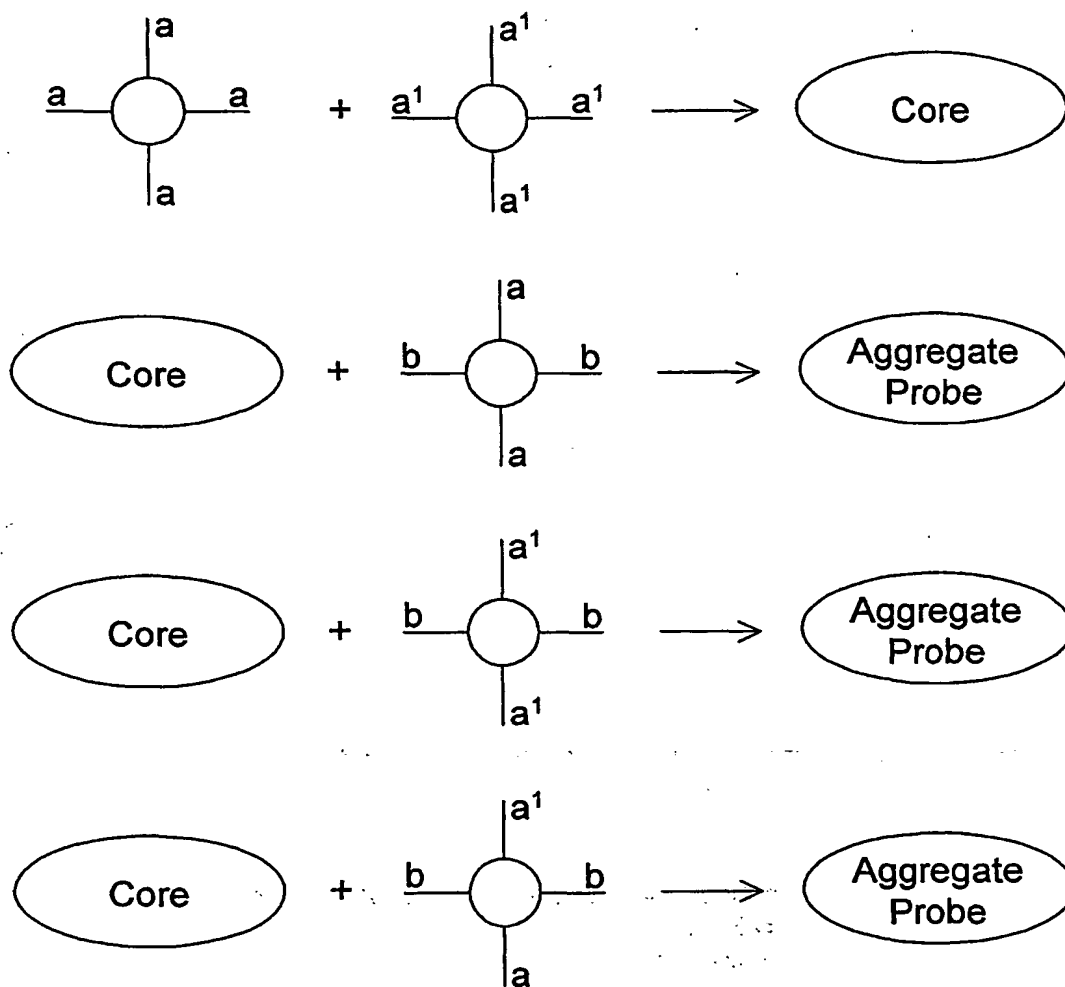 a a¹
a a + a¹ a¹ Core
a a¹
a
Core + b b Aggregate
Probe
a
a¹
Core + b b Aggregate
Probe
a¹
a¹
Core + b b Aggregate
Probe
a